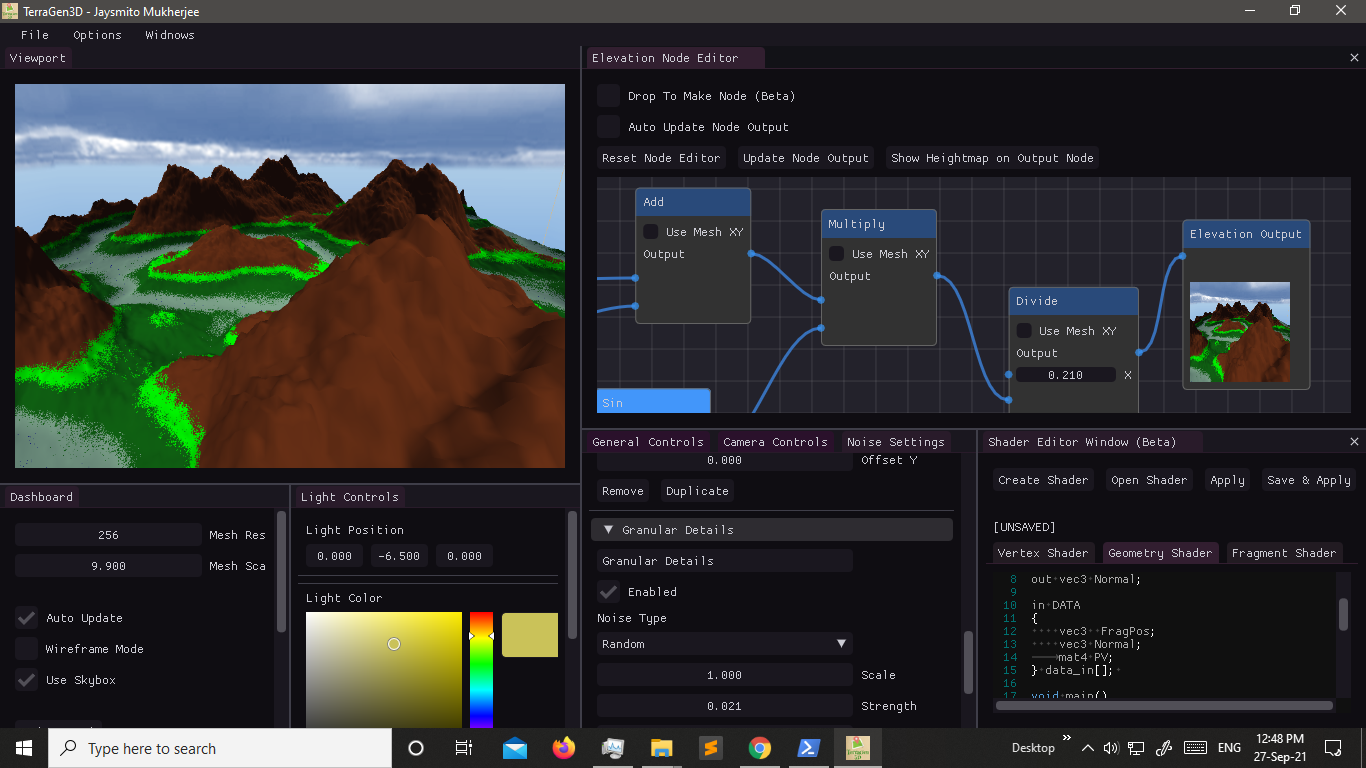 TerraGen3D - Jaysmito Mukherjee
File Options Widnows
Viewport
Elevation Node Editor
Drop To Make Node (Beta)
Auto Update Node Output
Reset Node Editor Update Node Output Show Heightmap on Output Node
Add
Use Mesh XY
Output
Multiply
Use Mesh XY
Output
Divide
Use Mesh XY
Output
0.210 X
Elevation Output
Sin
General Controls Camera Controls Noise Settings
0.000 Offset Y
Remove Duplicate
Granular Details
Granular Details
Enabled
Noise Type
Random
1.000 Scale
0.021 Strength
Shader Editor Window (Beta)
Create Shader Open Shader Apply Save & Apply
[UNSAVED]
Vertex Shader Geometry Shader Fragment Shader
8 out vec3 Normal;
9
10 in DATA
11 {
12 vec3 FragPos;
13 vec3 Normal;
14 mat4 PV;
15 } data_in[];
16
17 void main()
Dashboard
256 Mesh Res
9.900 Mesh Sca
Auto Update
Wireframe Mode
Use Skybox
Light Controls
Light Position
0.000 -6.500 0.000
Light Color
Type here to search
Desktop
ENG
12:48 PM
27-Sep-21